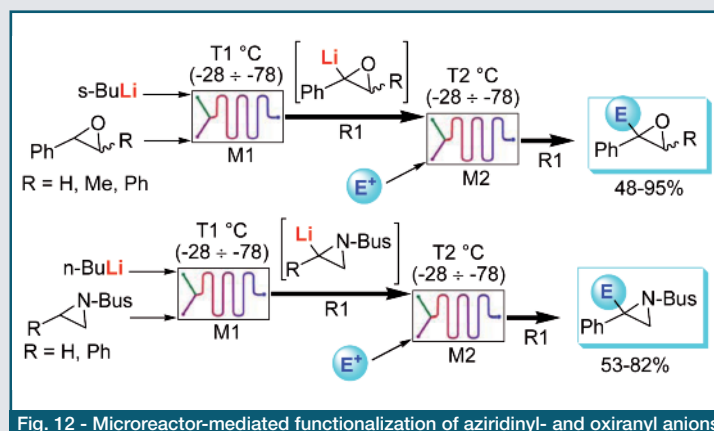 T1 °C
(-28 ÷ -78)
s-BuLi
Ph O R
R = H, Me, Ph
M1
Li O
Ph R
R1
T2 °C
(-28 ÷ -78)
E+
M2
R1
E O
Ph R
48-95%
T1 °C
(-28 ÷ -78)
n-BuLi
N-Bus
R
R = H, Ph
M1
Li N-Bus
R
R1
T2 °C
(-28 ÷ -78)
E+
M2
R1
E N-Bus
Ph
53-82%
Fig. 12 - Microreactor-mediated functionalization of aziridinyl- and oxiranyl anions